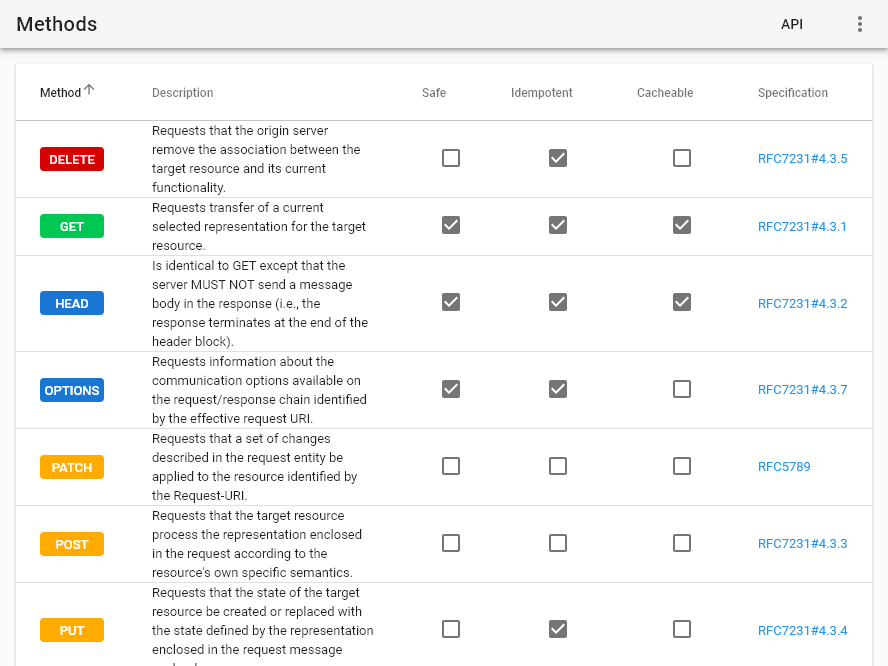 Methods
API
Method Description Safe Idempotent Cacheable Specification
DELETE
Requests that the origin server
remove the association between the
target resource and its current
functionality.
RFC7231#4.3.5
GET
Requests transfer of a current
selected representation for the target
resource.
RFC7231#4.3.1
HEAD
Is identical to GET except that the
server MUST NOT send a message
body in the response (i.e., the
response terminates at the end of the
header block).
RFC7231#4.3.2
OPTIONS
Requests information about the
communication options available on
the request/response chain identified
by the effective request URI.
RFC7231#4.3.7
PATCH
Requests that a set of changes
described in the request entity be
applied to the resource identified by
the Request-URI.
RFC5789
POST
Requests that the target resource
process the representation enclosed
in the request according to the
resource's own specific semantics.
RFC7231#4.3.3
PUT
Requests that the state of the target
resource be created or replaced with
the state defined by the representation
enclosed in the request message
RFC7231#4.3.4